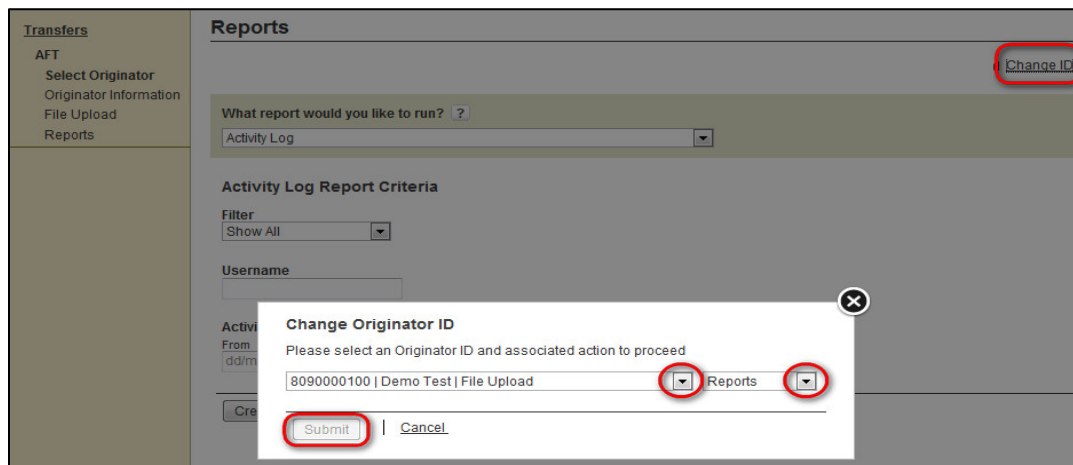 Transfers
AFT
Select Originator
Originator Information
File Upload
Reports
Reports
Change ID
What report would you like to run? ?
Activity Log
Activity Log Report Criteria
Filter
Show All
Username
Activi
From
dd/m
Cre
Change Originator ID
Please select an Originator ID and associated action to proceed
8090000100 | Demo Test | File Upload
Reports
Submit | Cancel